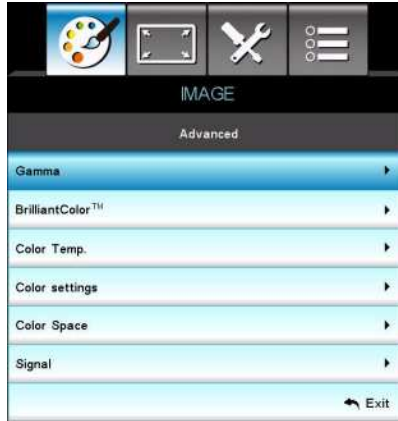 IMAGE
Advanced
Gamma
BrilliantColor™
Color Temp.
Color settings
Color Space
Signal
Exit